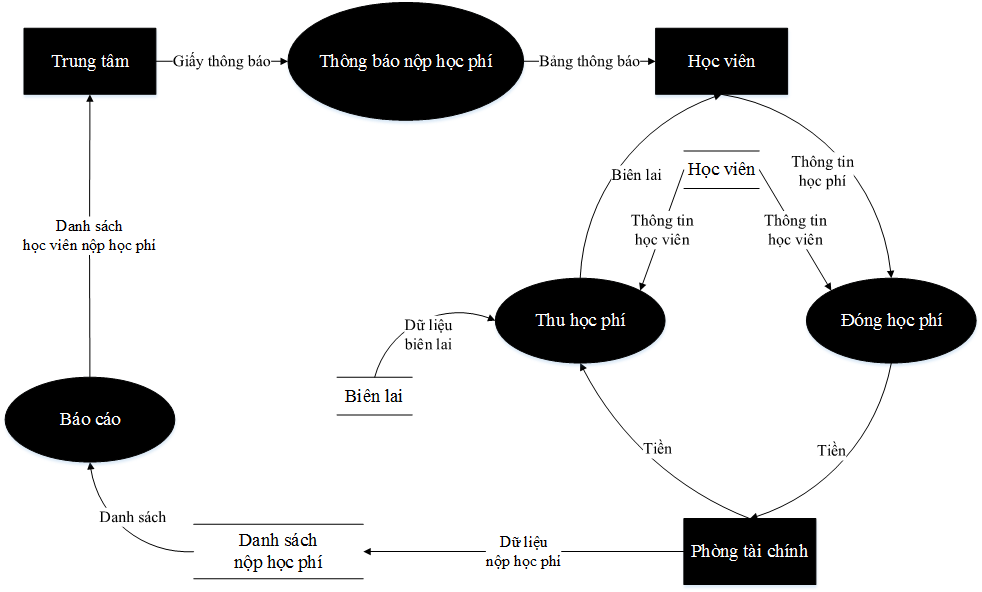 Trung tâm
Giấy thông báo
Thông báo nộp học phí
Bảng thông báo
Học viên
Biên lai
Học viên
Thông tin
học phí
Thông tin
học viên
Thông tin
học viên
Danh sách
học viên nộp học phi
Thu học phí
Đóng học phí
Dữ liệu
biên lai
Biên lai
Báo cáo
Tiền
Tiền
Danh sách
Danh sách
nộp học phí
Dữ liệu
nộp học phí
Phòng tài chính